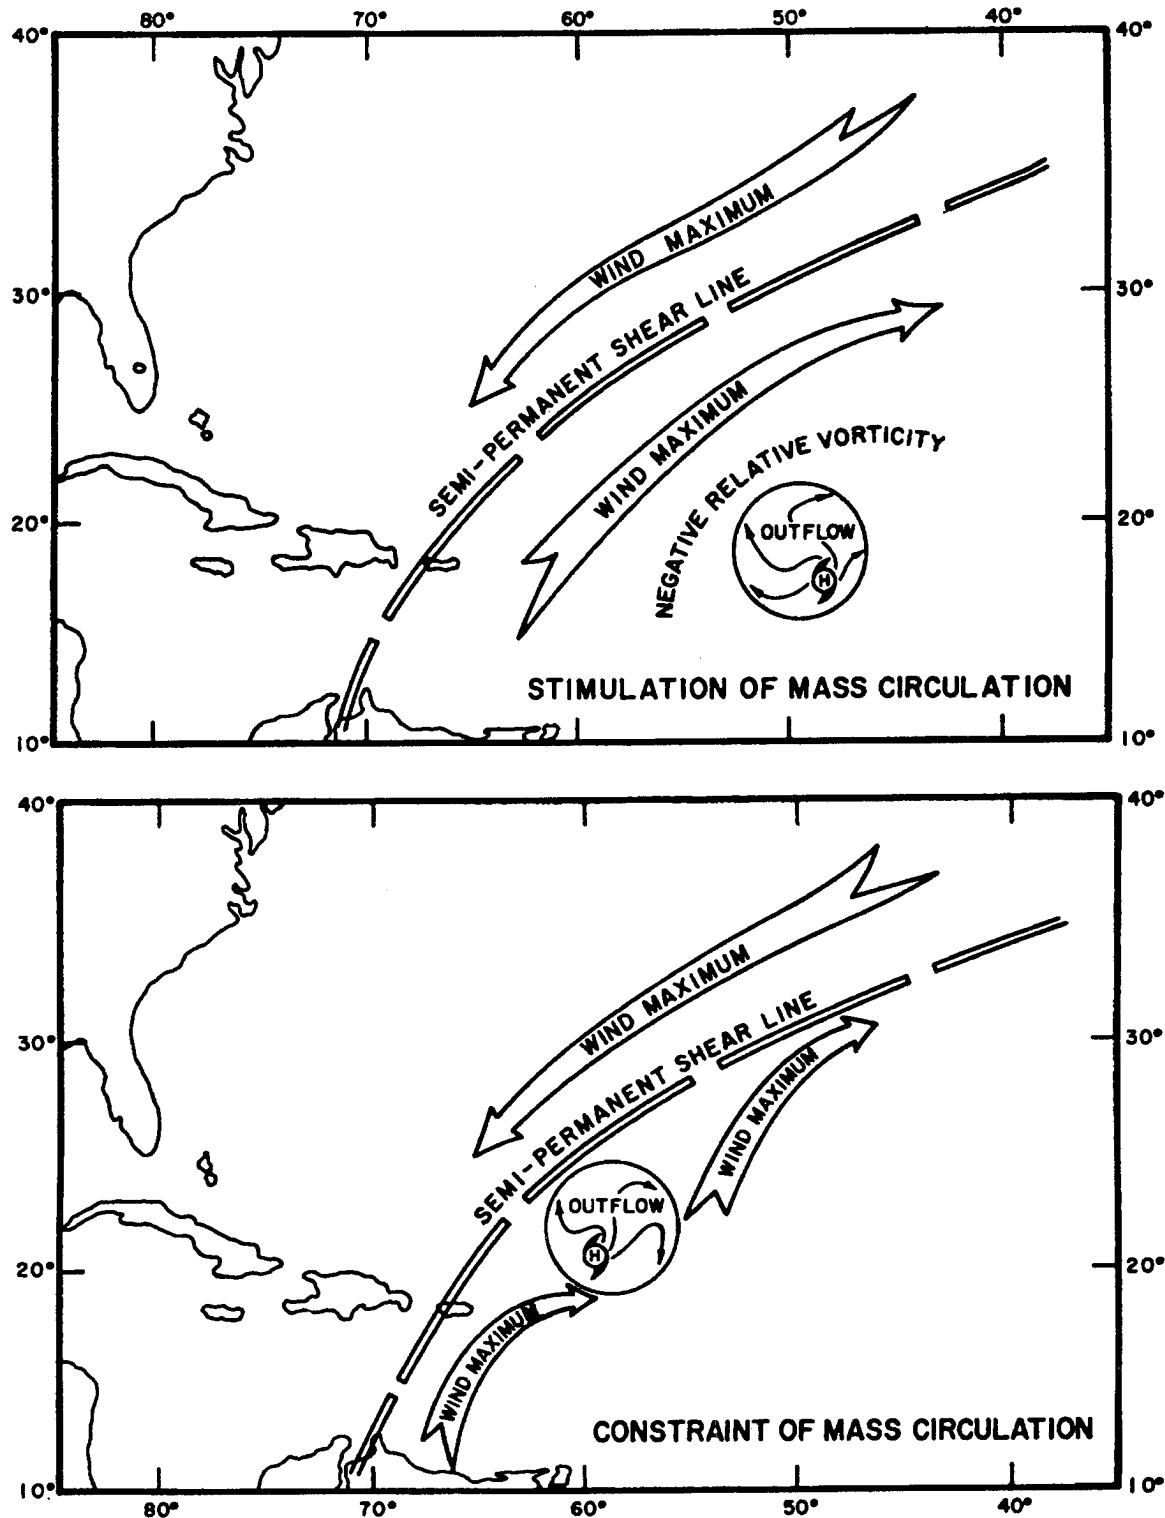 80° 70° 60° 50° 40°
40° 40°
WIND MAXIMUM
30° 30°
SEMI-PERMANENT SHEAR LINE
WIND MAXIMUM
NEGATIVE RELATIVE VORTICITY
OUTFLOW
H
20° 20°
STIMULATION OF MASS CIRCULATION
10° 10°
40° 40°
WIND MAXIMUM
30° 30°
SEMI-PERMANENT SHEAR LINE
WIND MAXIMUM
OUTFLOW
H
20° 20°
WIND MAXIMUM
CONSTRAINT OF MASS CIRCULATION
10° 10°
80° 70° 60° 50° 40°